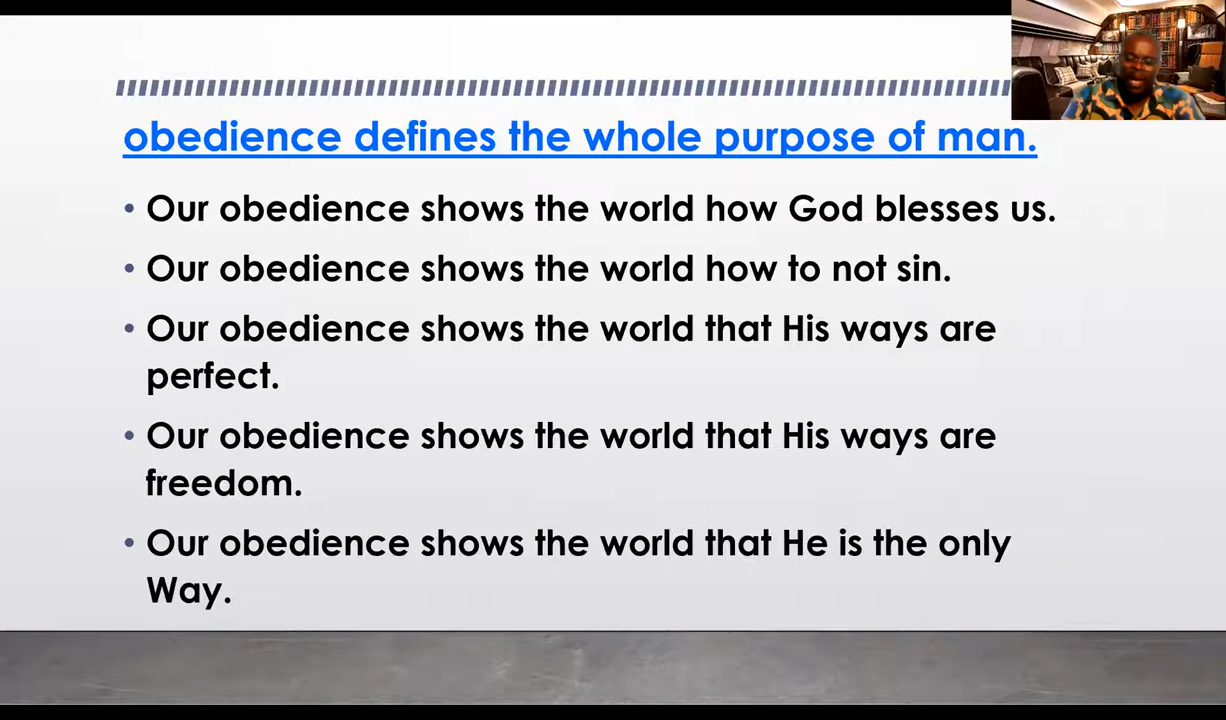 obedience defines the whole purpose of man.
• Our obedience shows the world how God blesses us.
• Our obedience shows the world how to not sin.
• Our obedience shows the world that His ways are
perfect.
• Our obedience shows the world that His ways are
freedom.
• Our obedience shows the world that He is the only
Way.